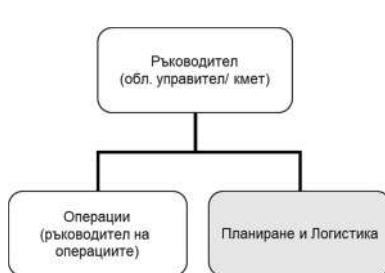 Ръководител
(обл. управител/ кмет)
Операции
(ръководител на
операциите)
Планиране и Логистика